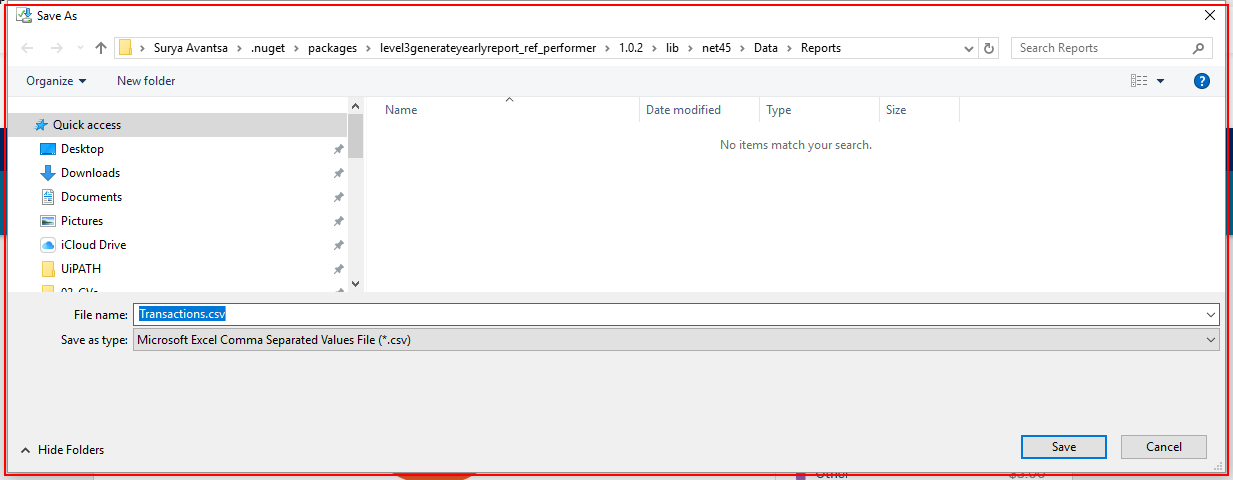 Save As
Surya Avantsa > .nuget > packages > level3generateyearlyreport_ref_performer > 1.0.2 > lib > net45 > Data > Reports
Search Reports
Organize
New folder
Name
Date modified
Type
Size
No items match your search.
Quick access
Desktop
Downloads
Documents
Pictures
iCloud Drive
UiPATH
File name: Transactions.csv
Save as type: Microsoft Excel Comma Separated Values File (*.csv)
Hide Folders
Save
Cancel